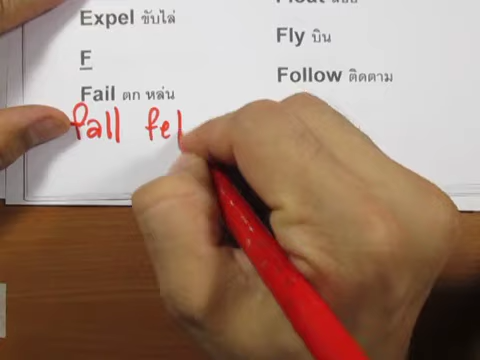 Expel ขับไล่
F
Fail ตก หล่น
fall fel
Fly บิน
Follow ติดตาม